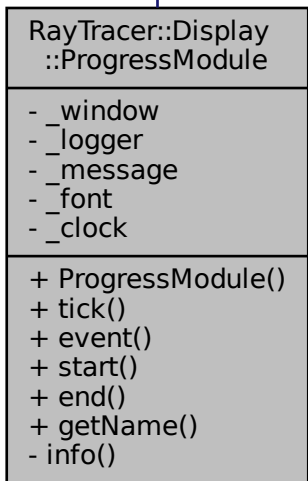 RayTracer::Display
::ProgressModule
- _window
- _logger
- _message
- _font
- _clock
+ ProgressModule()
+ tick()
+ event()
+ start()
+ end()
+ getName()
- info()